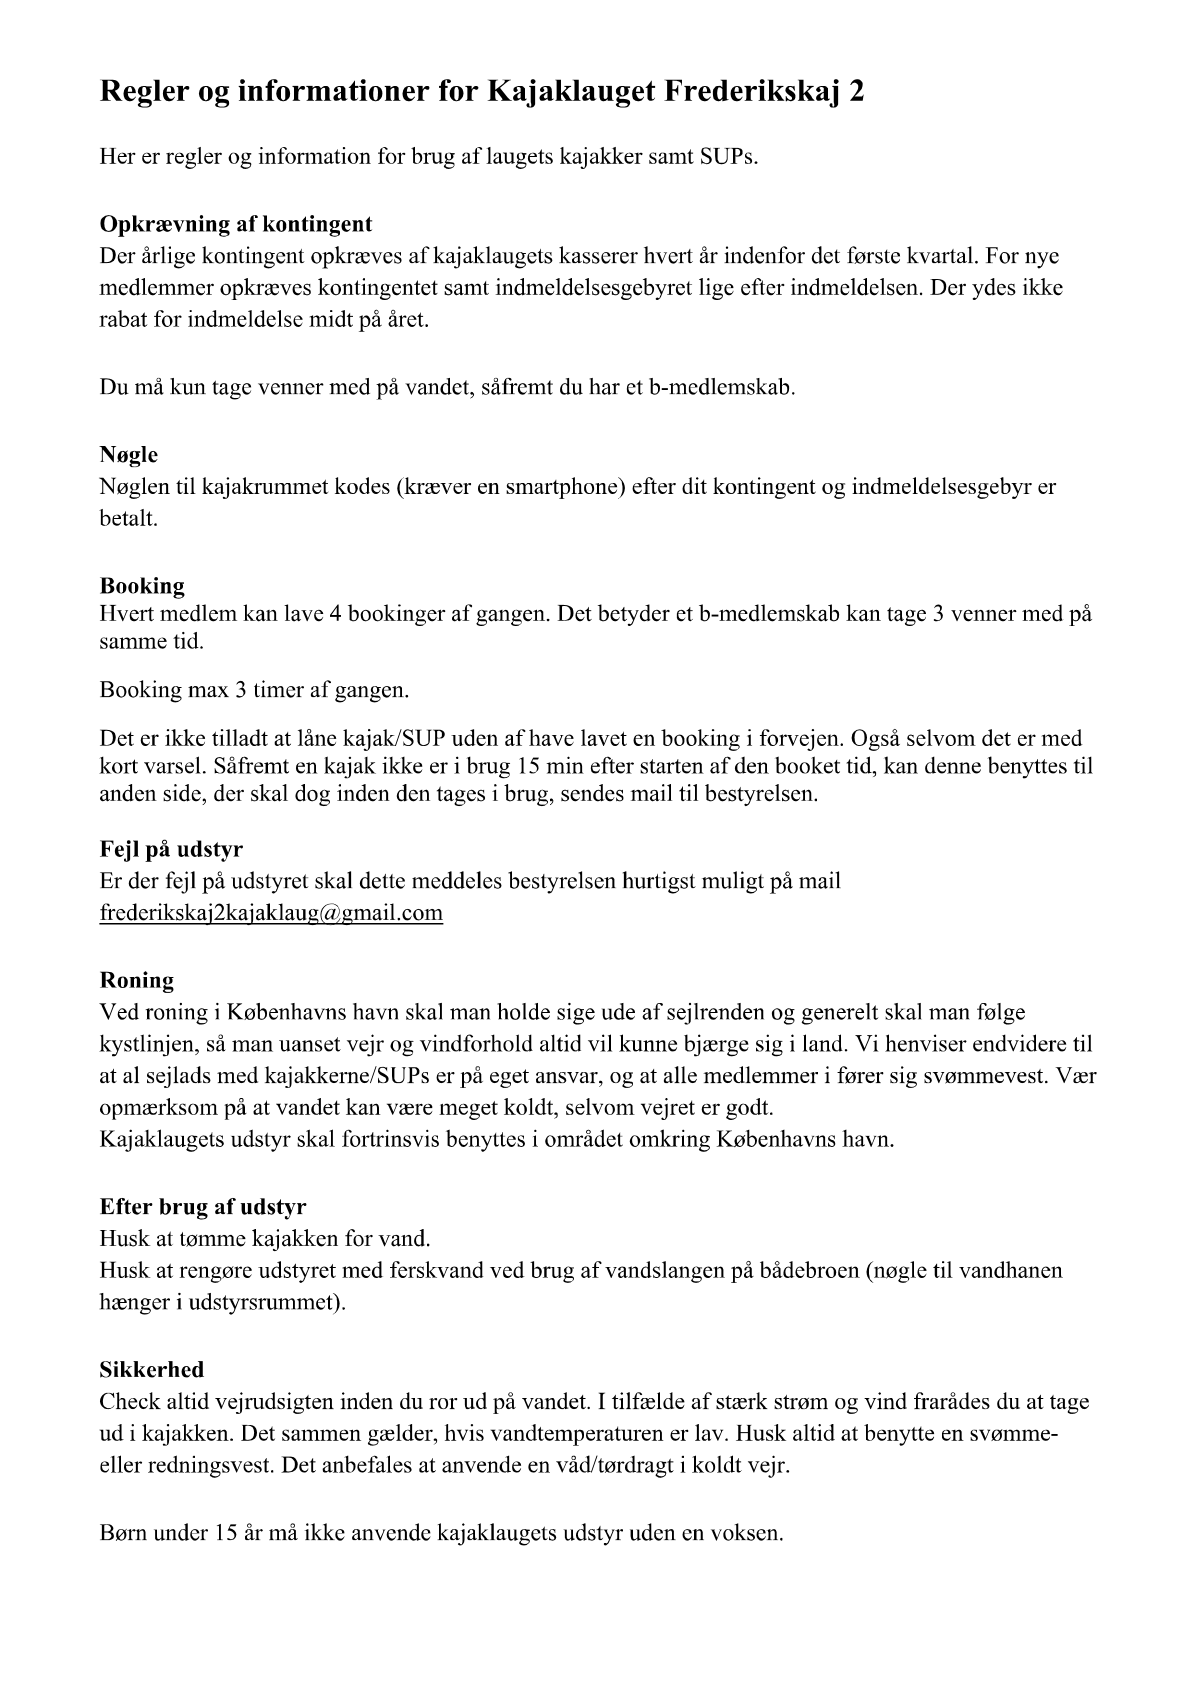 Regler og informationer for Kajaklauget Frederikskaj 2
Her er regler og information for brug af laugets kajakker samt SUPs.
Opkrævning af kontingent
Der årlige kontingent opkræves af kajaklaugets kasserer hvert år indenfor det første kvartal. For nye
medlemmer opkræves kontingentet samt indmeldelsesgebyret lige efter indmeldelsen. Der ydes ikke
rabat for indmeldelse midt på året.
Du må kun tage venner med på vandet, såfremt du har et b-medlemskab.
Nøgle
Nøglen til kajakrummet kodes (kræver en smartphone) efter dit kontingent og indmeldelsesgebyr er
betalt.
Booking
Hvert medlem kan lave 4 bookinger af gangen. Det betyder et b-medlemskab kan tage 3 venner med på
samme tid.
Booking max 3 timer af gangen.
Det er ikke tilladt at låne kajak/SUP uden af have lavet en booking i forvejen. Også selvom det er med
kort varsel. Såfremt en kajak ikke er i brug 15 min efter starten af den booket tid, kan denne benyttes til
anden side, der skal dog inden den tages i brug, sendes mail til bestyrelsen.
Fejl på udstyr
Er der fejl på udstyret skal dette meddeles bestyrelsen hurtigst muligt på mail
frederikskaj2kajaklaug@gmail.com
Roning
Ved roning i Københavns havn skal man holde sige ude af sejlrenden og generelt skal man følge
kystlinjen, så man uanset vejr og vindforhold altid vil kunne bjærge sig i land. Vi henviser endvidere til
at al sejlads med kajakkerne/SUPs er på eget ansvar, og at alle medlemmer i fører sig svømmevest. Vær
opmærksom på at vandet kan være meget koldt, selvom vejret er godt.
Kajaklaugets udstyr skal fortrinsvis benyttes i området omkring Københavns havn.
Efter brug af udstyr
Husk at tømme kajakken for vand.
Husk at rengøre udstyret med ferskvand ved brug af vandslangen på bådebroen (nøgle til vandhanen
hænger i udstyrsrummet).
Sikkerhed
Check altid vejrudsigten inden du ror ud på vandet. I tilfælde af stærk strøm og vind frarådes du at tage
ud i kajakken. Det sammen gælder, hvis vandtemperaturen er lav. Husk altid at benytte en svømme-
eller redningsvest. Det anbefales at anvende en våd/tørdragt i koldt vejr.
Børn under 15 år må ikke anvende kajaklaugets udstyr uden en voksen.